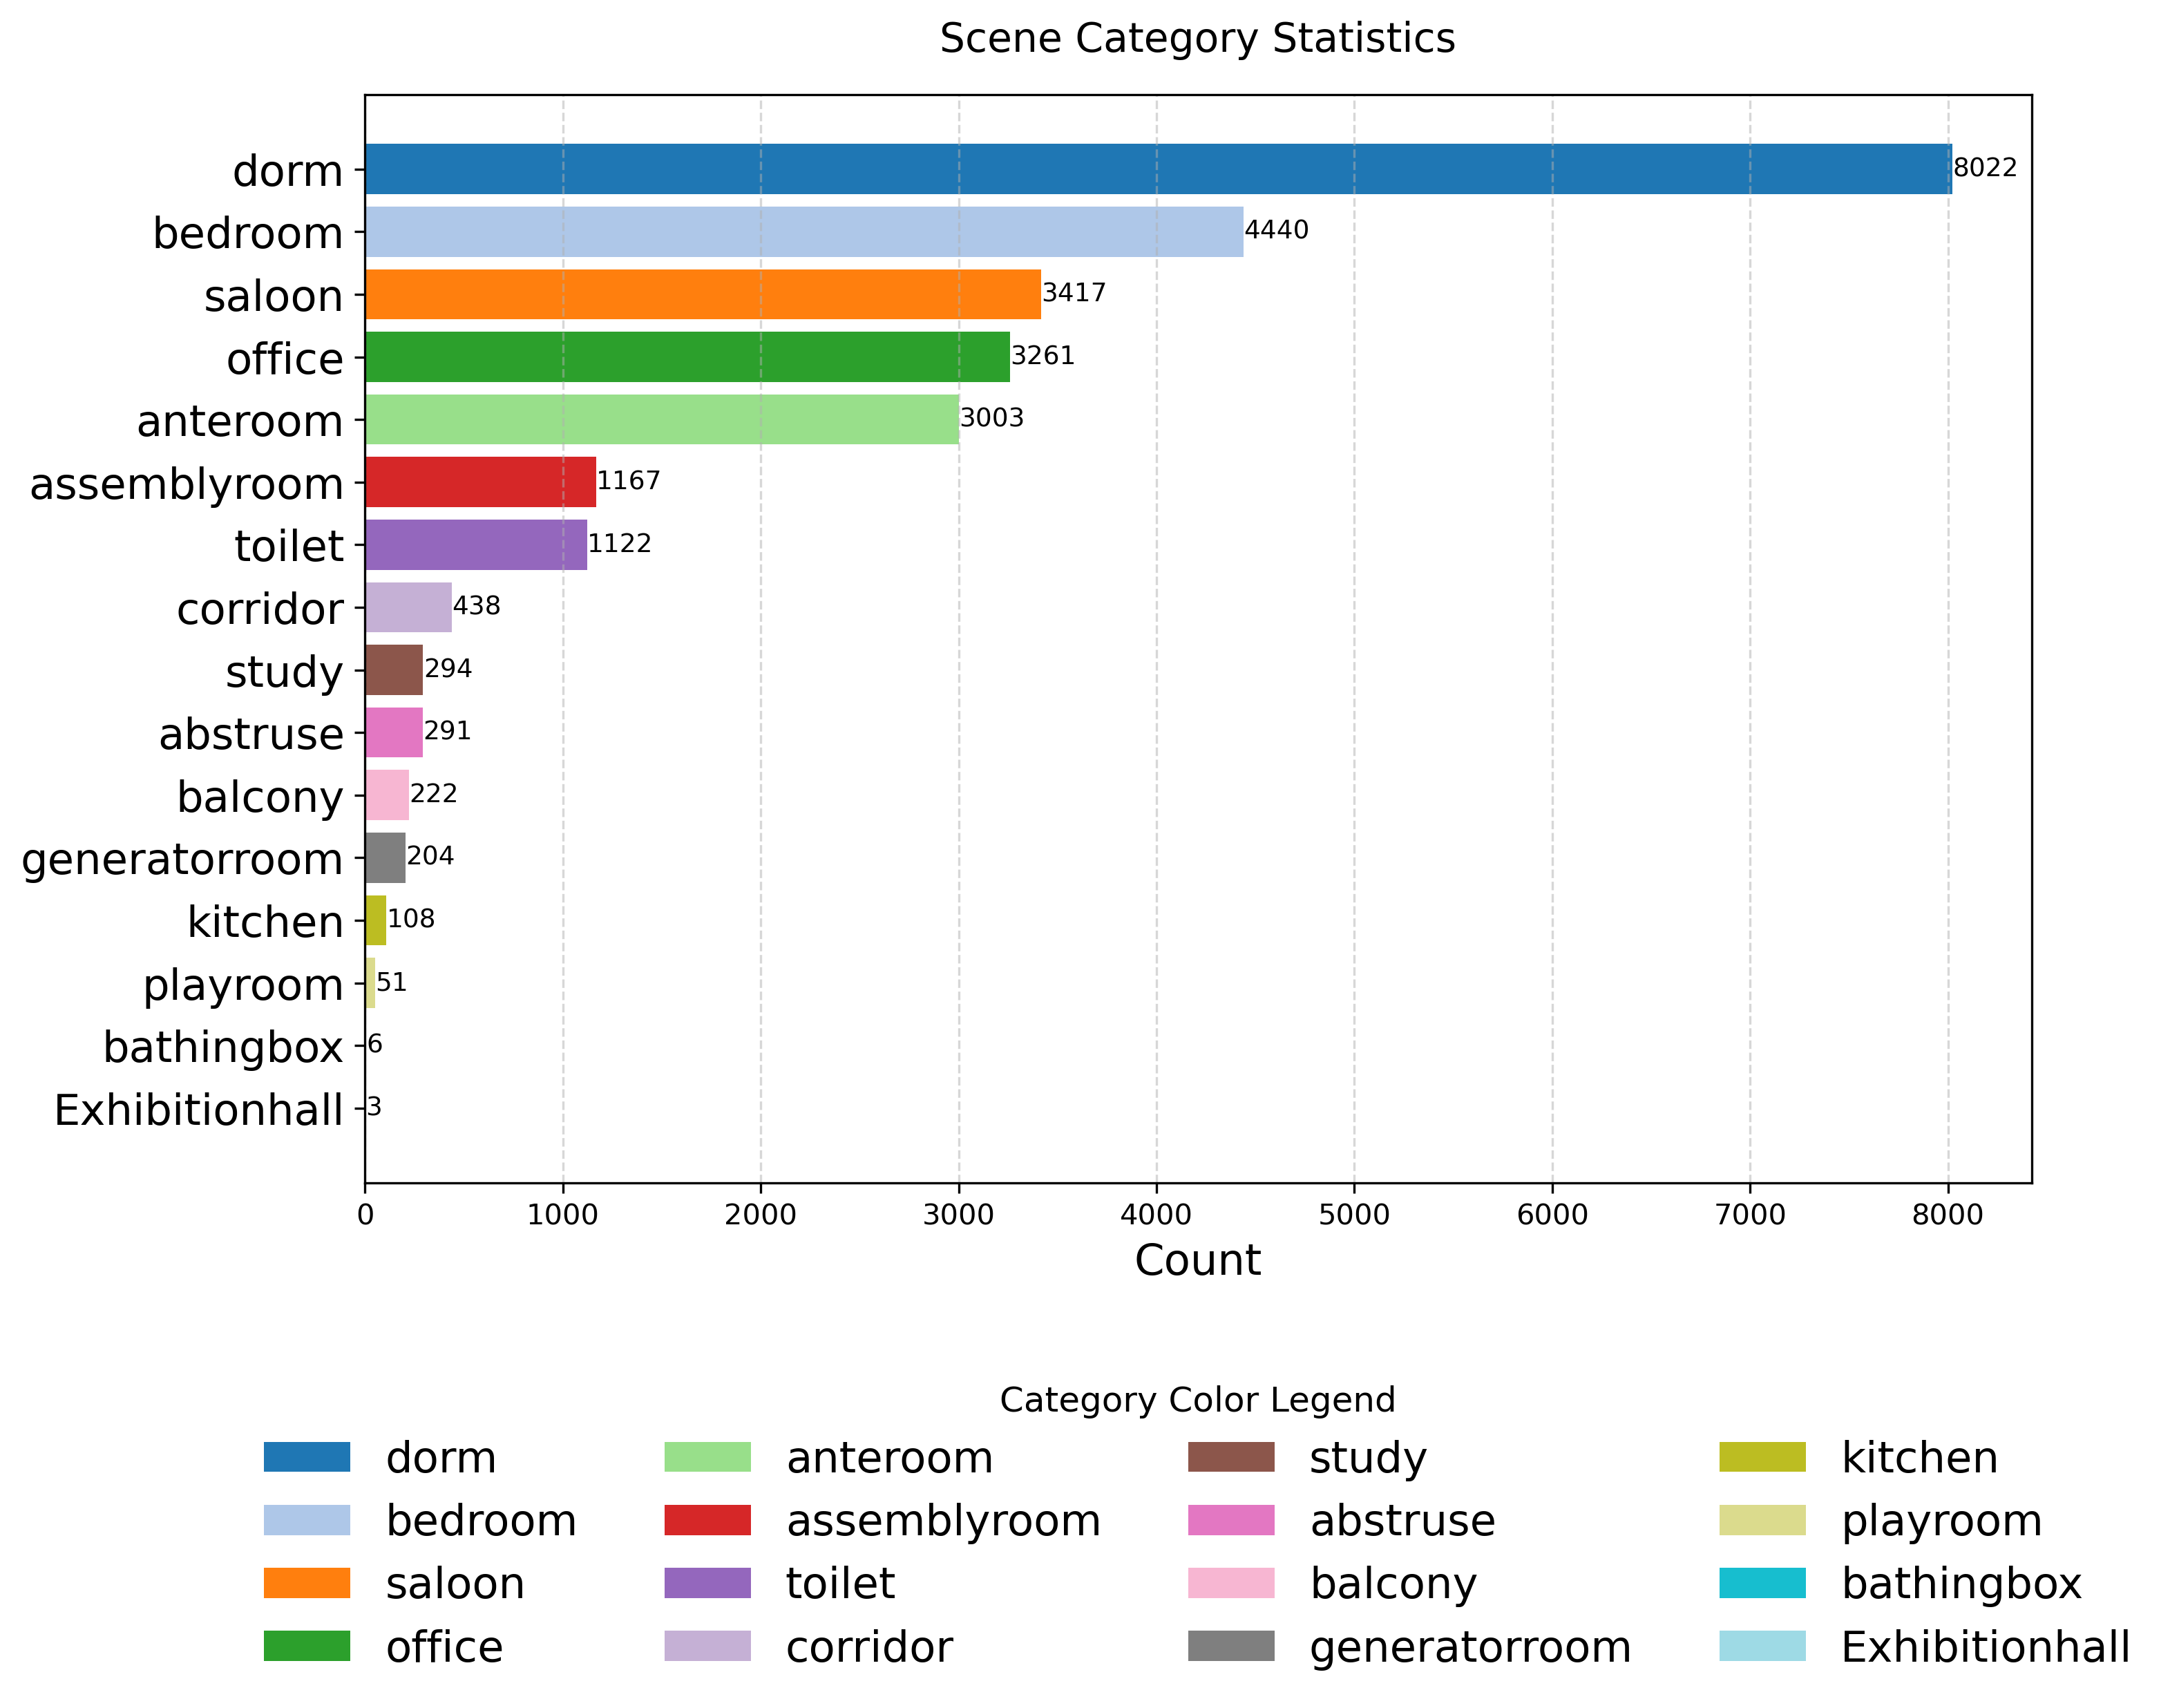 Scene Category Statistics
dorm 8022
bedroom 4440
saloon 3417
office 3261
anteroom 3003
assemblyroom 1167
toilet 1122
corridor 438
study 294
abstruse 291
balcony 222
generatorroom 204
kitchen 108
playroom 51
bathingbox 6
Exhibitionhall 3
0 1000 2000 3000 4000 5000 6000 7000 8000
Count
Category Color Legend
dorm anteroom study kitchen
bedroom assemblyroom abstruse playroom
saloon toilet balcony bathingbox
office corridor generatorroom Exhibitionhall